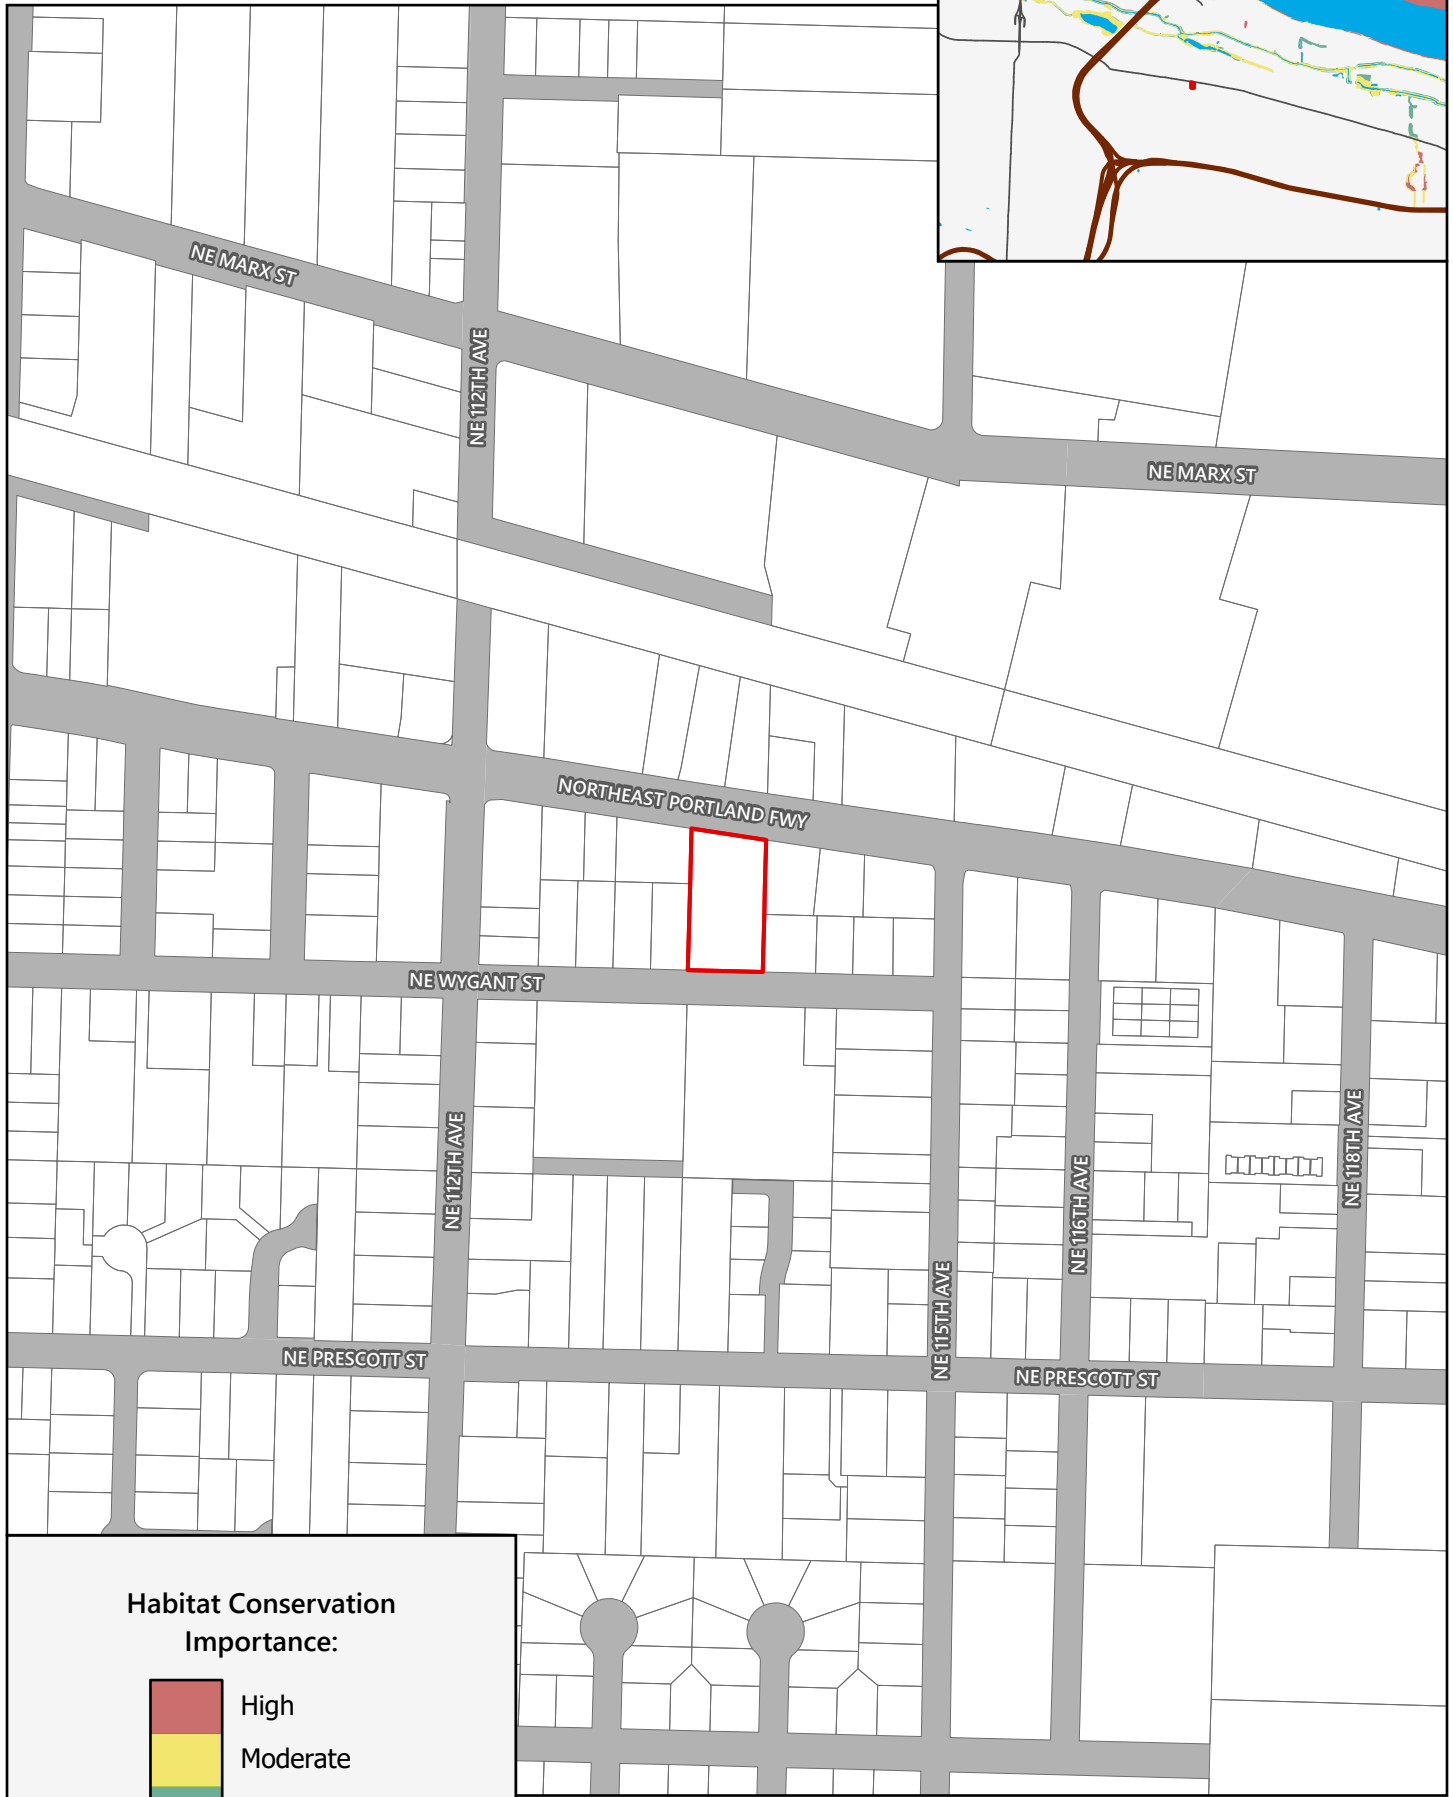 NE MARX ST
NE 112TH AVE
NE MARX ST
NORTHEAST PORTLAND FWY
NE WYGANT ST
NE 112TH AVE
NE 116TH AVE
NE 118TH AVE
NE 115TH AVE
NE PRESCOTT ST
NE PRESCOTT ST
Habitat Conservation
Importance:
High
Moderate